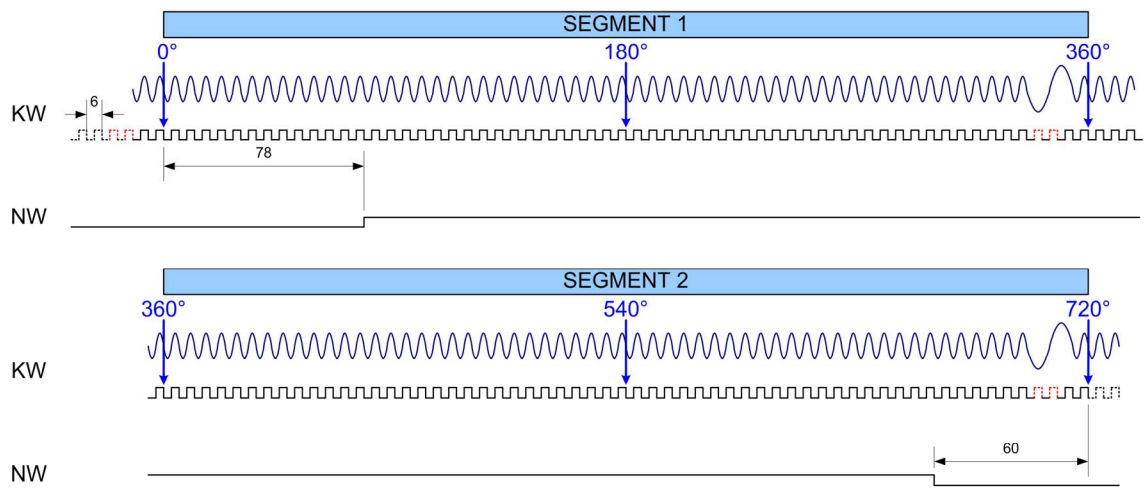 SEGMENT 1
0° 180° 360°
KW 6
78
NW
SEGMENT 2
360° 540° 720°
KW
60
NW